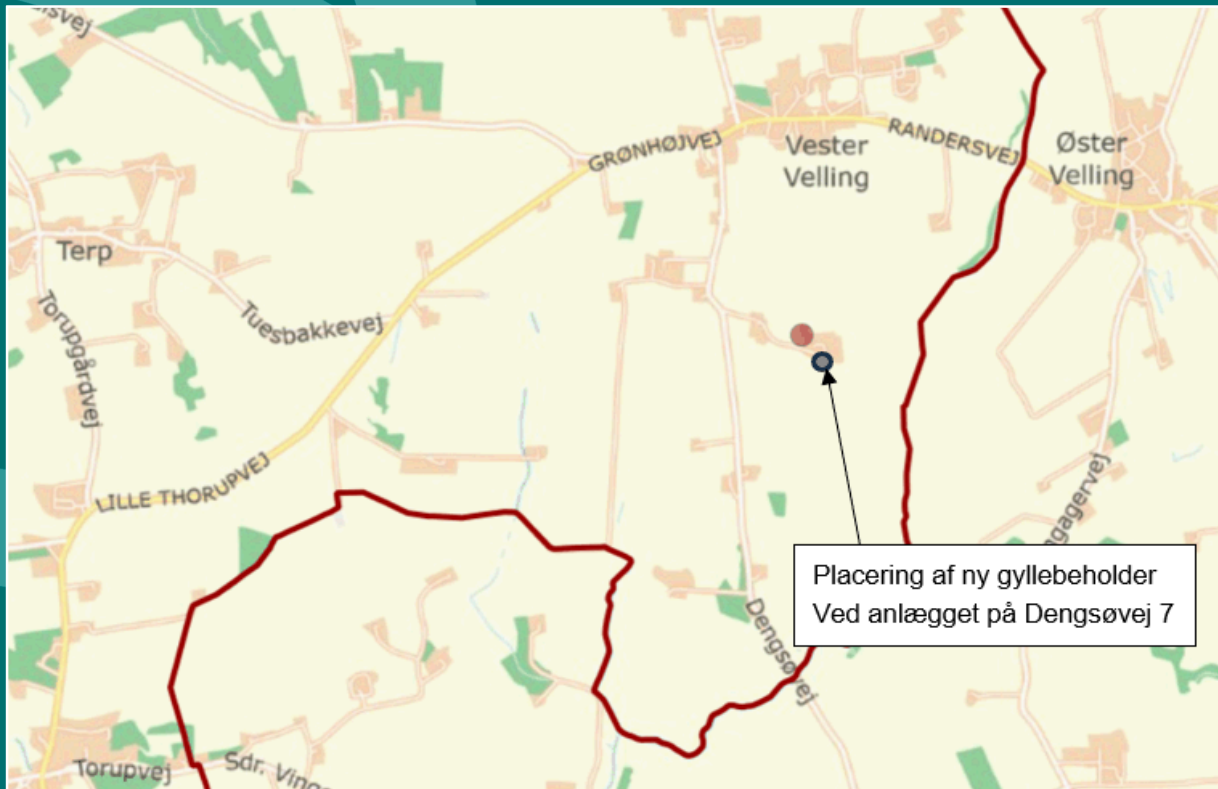 GRØNHØJVEJ
Vester
Velling
RANDERSVEJ
Øster
Velling
Terp
Tuesbakkevej
Torupgårdvej
LILLE THORUPVEJ
Placering af ny gyllebeholder
Ved anlægget på Dengsøvej 7
Dengsøvej
Torupvej
Sdr.